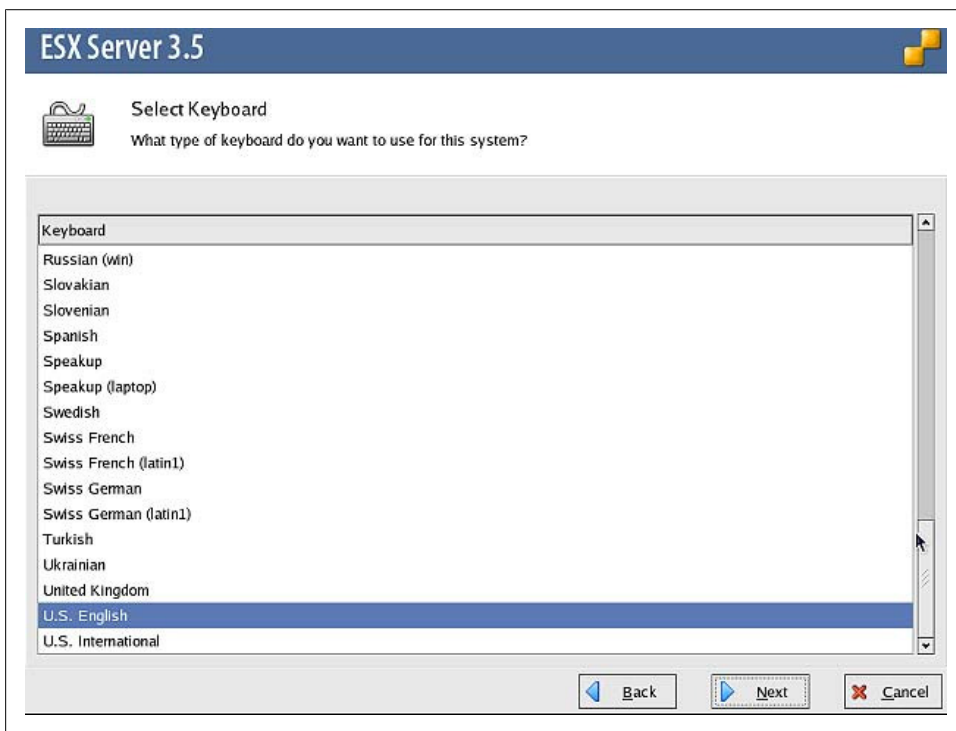 ESX Server 3.5
Select Keyboard
What type of keyboard do you want to use for this system?
Keyboard
Russian (win)
Slovakian
Slovenian
Spanish
Speakup
Speakup (laptop)
Swedish
Swiss French
Swiss French (latin1)
Swiss German
Swiss German (latin1)
Turkish
Ukrainian
United Kingdom
U.S. English
U.S. International
Back
Next
Cancel